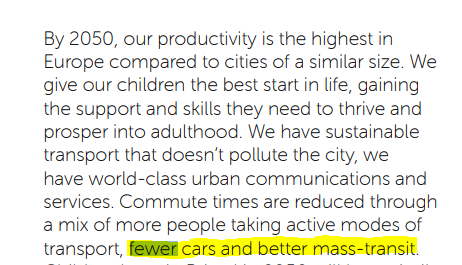 By 2050, our productivity is the highest in
Europe compared to cities of a similar size. We
give our children the best start in life, gaining
the support and skills they need to thrive and
prosper into adulthood. We have sustainable
transport that doesn’t pollute the city, we
have world-class urban communications and
services. Commute times are reduced through
a mix of more people taking active modes of
transport, fewer cars and better mass-transit.